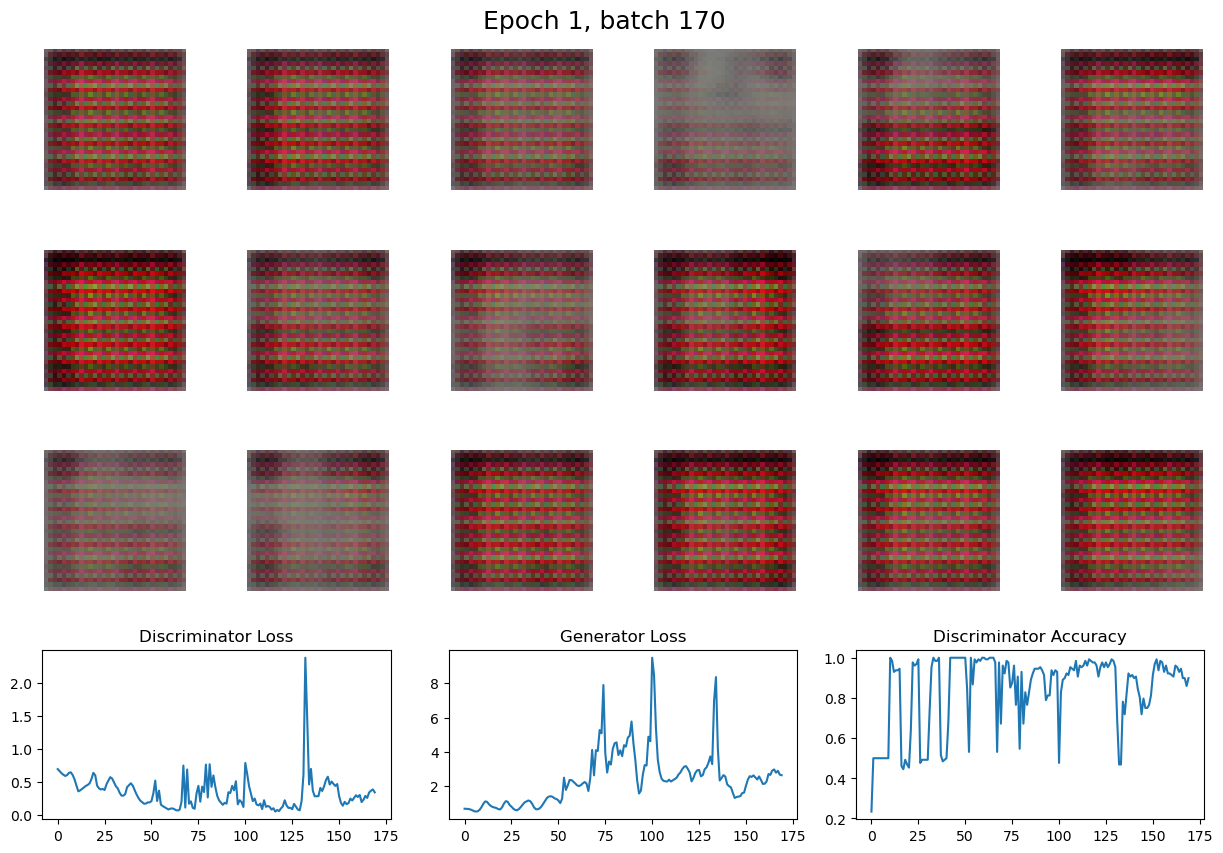 Epoch 1, batch 170
Discriminator Loss
Generator Loss
Discriminator Accuracy
2.0
1.5
1.0
0.5
0.0
0 25 50 75 100 125 150 175
8
6
4
2
0 25 50 75 100 125 150 175
1.0
0.8
0.6
0.4
0.2
0 25 50 75 100 125 150 175